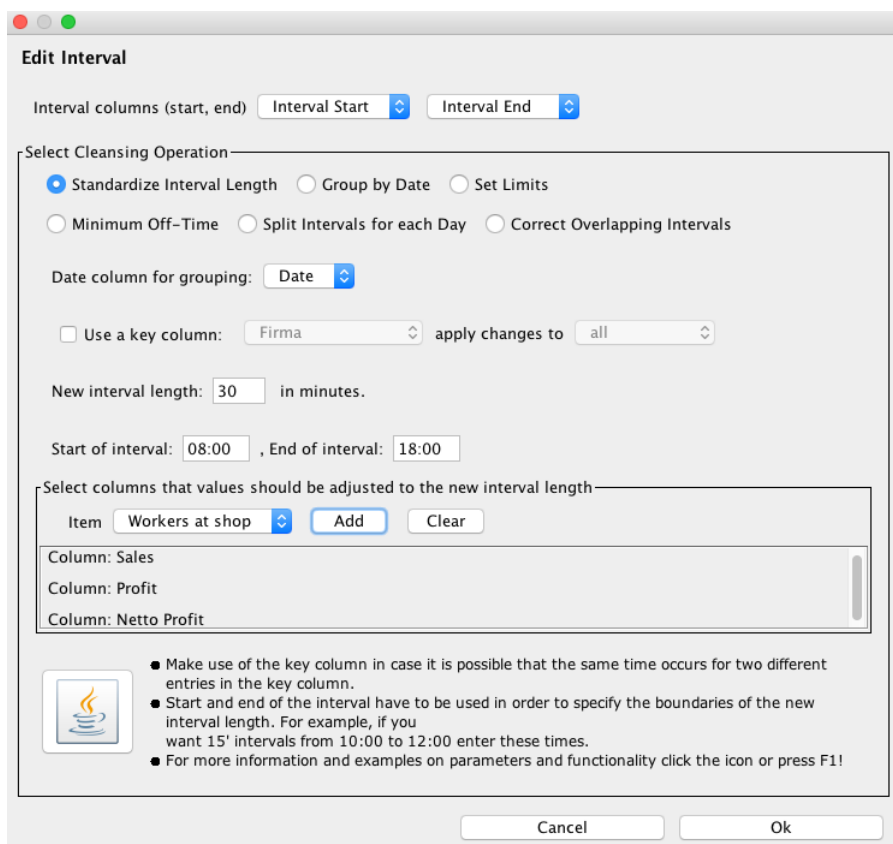 Edit Interval
Interval columns (start, end) Interval Start Interval End
Select Cleansing Operation
Standardize Interval Length Group by Date Set Limits
Minimum Off-Time Split Intervals for each Day Correct Overlapping Intervals
Date column for grouping: Date
Use a key column: Firma apply changes to all
New interval length: 30 in minutes.
Start of interval: 08:00 , End of interval: 18:00
Select columns that values should be adjusted to the new interval length
Item Workers at shop Add Clear
Column: Sales
Column: Profit
Column: Netto Profit
● Make use of the key column in case it is possible that the same time occurs for two different
entries in the key column.
● Start and end of the interval have to be used in order to specify the boundaries of the new
interval length. For example, if you
want 15' intervals from 10:00 to 12:00 enter these times.
● For more information and examples on parameters and functionality click the icon or press F1!
Cancel Ok